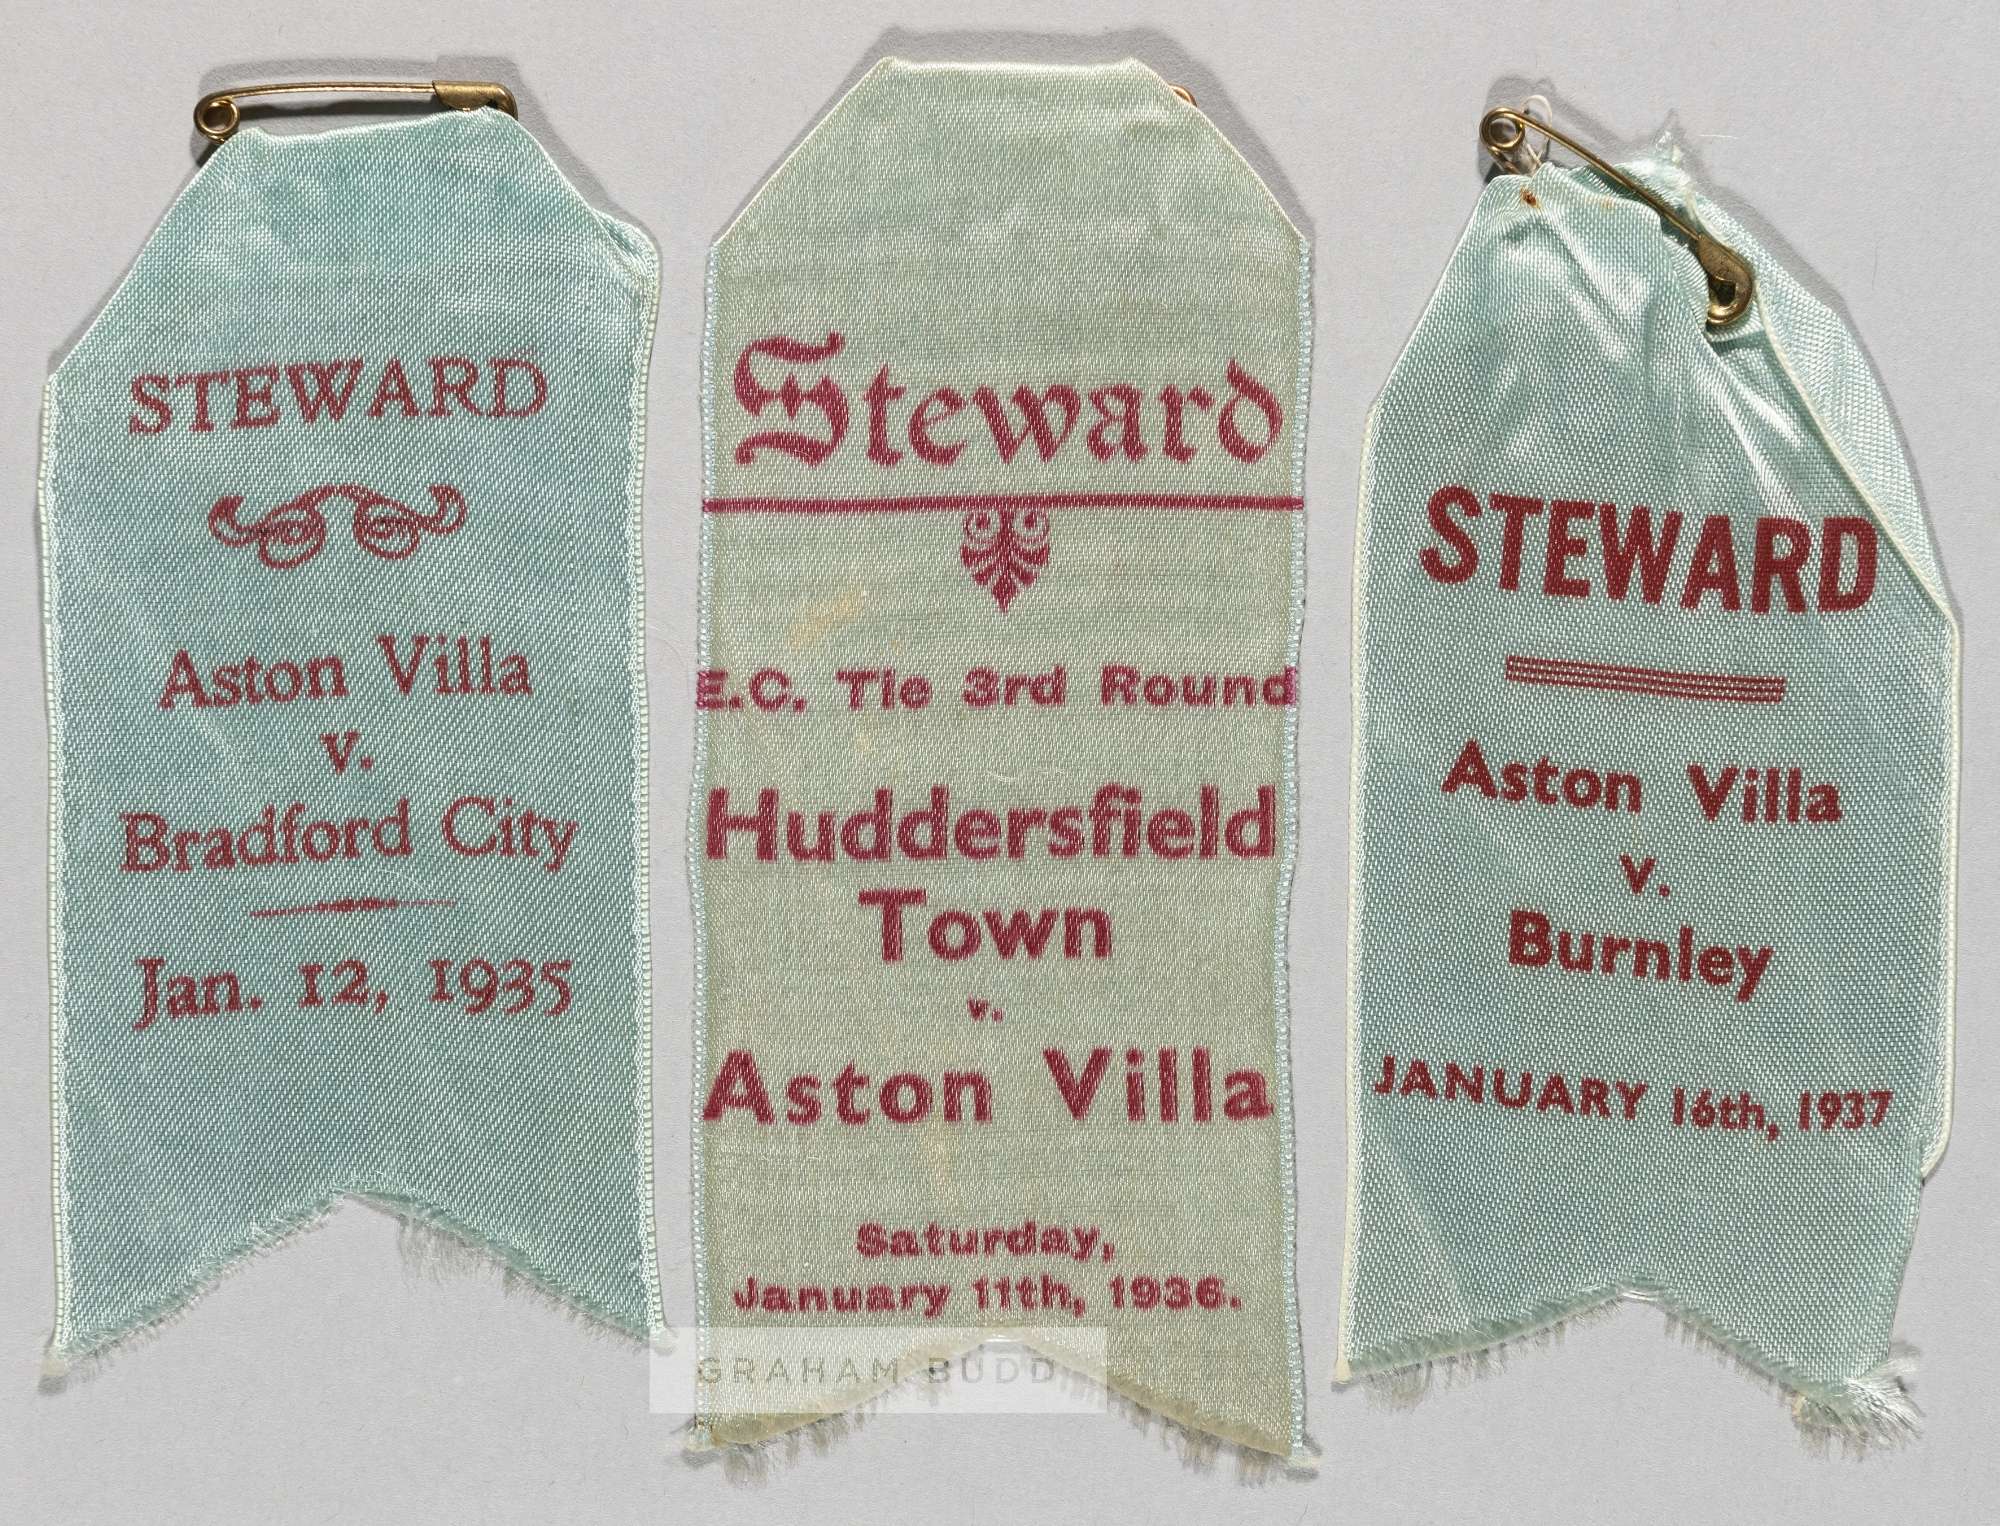 STEWARD
Aston Villa
v.
Bradford City
Jan. 12, 1935
Steward
E.C. Tie 3rd Round
Huddersfield
Town
v.
Aston Villa
Saturday,
January 11th, 1936.
STEWARD
Aston Villa
v.
Burnley
JANUARY 16th, 1937
GRAHAM BUDD